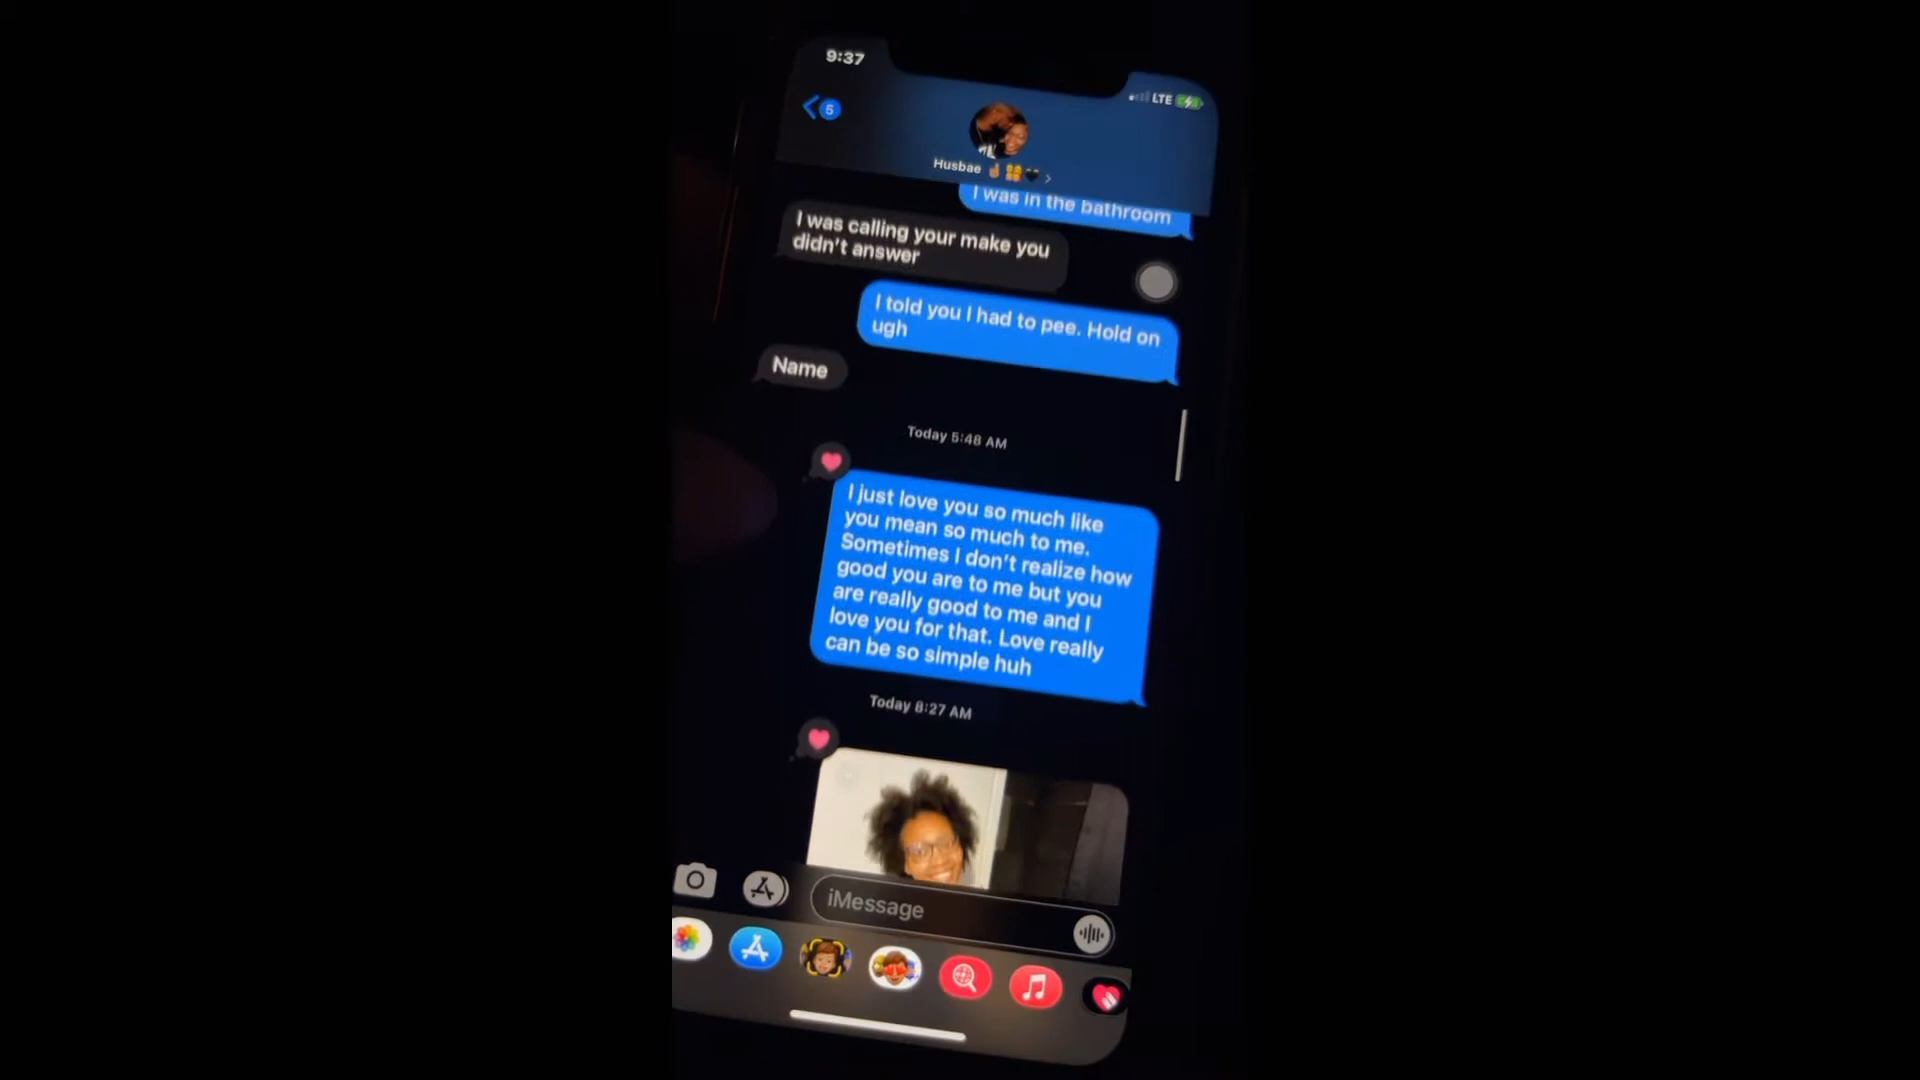 9:37
LTE
5
Husbae
I was in the bathroom
I was calling your make you
didn't answer
I told you I had to pee. Hold on
ugh
Name
Today 5:48 AM
I just love you so much like
you mean so much to me.
Sometimes I don't realize how
good you are to me but you
are really good to me and I
love you for that. Love really
can be so simple huh
Today 8:27 AM
iMessage